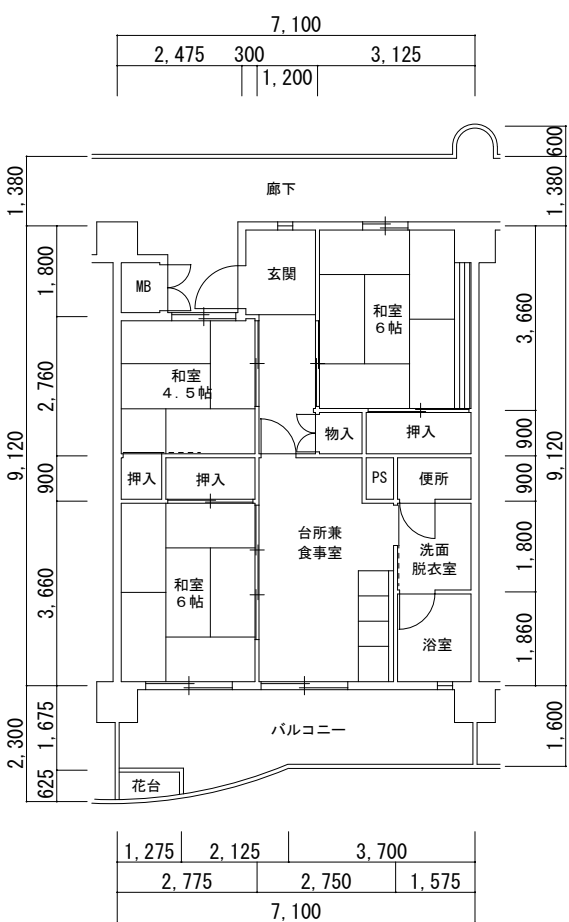 7,100
2,475 300 3,125
1,200
600
1,380
1,380
廊下
1,800
MB
玄関
和室
6帖
3,660
和室
4.5帖
2,760
9,120
物入
押入
900
9,120
900
押入
押入
PS
便所
900
台所兼
食事室
洗面
脱衣室
1,800
和室
6帖
3,660
浴室
1,860
バルコニー
2,300
1,675
1,600
625
花台
1,275 2,125 3,700
2,775 2,750 1,575
7,100